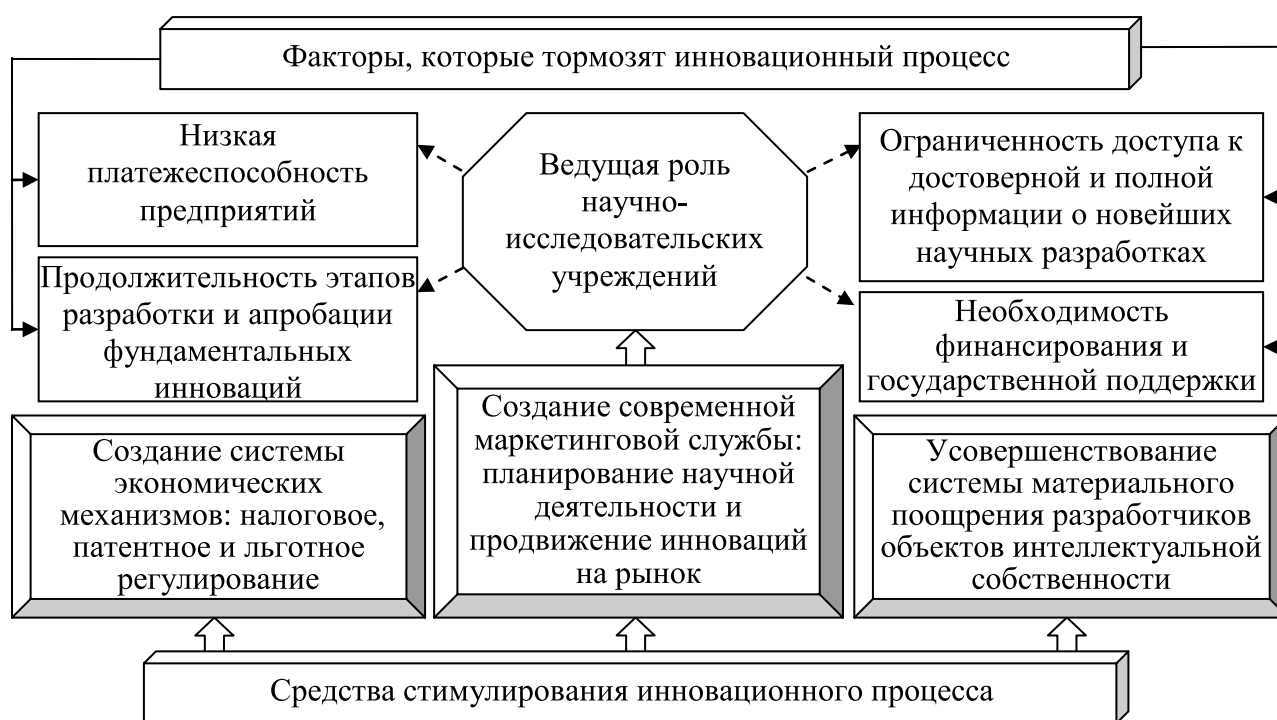 Факторы, которые тормозят инновационный процесс
Низкая
платежеспособность
предприятий
Продолжительность этапов
разработки и апробации
фундаментальных
инноваций
Ведущая роль
научно-
исследовательских
учреждений
Ограниченность доступа к
достоверной и полной
информации о новейших
научных разработках
Необходимость
финансирования и
государственной поддержки
Создание системы
экономических
механизмов: налоговое,
патентное и льготное
регулирование
Создание современной
маркетинговой службы:
планирование научной
деятельности и
продвижение инноваций
на рынок
Усовершенствование
системы материального
поощрения разработчиков
объектов интеллектуальной
собственности
Средства стимулирования инновационного процесса